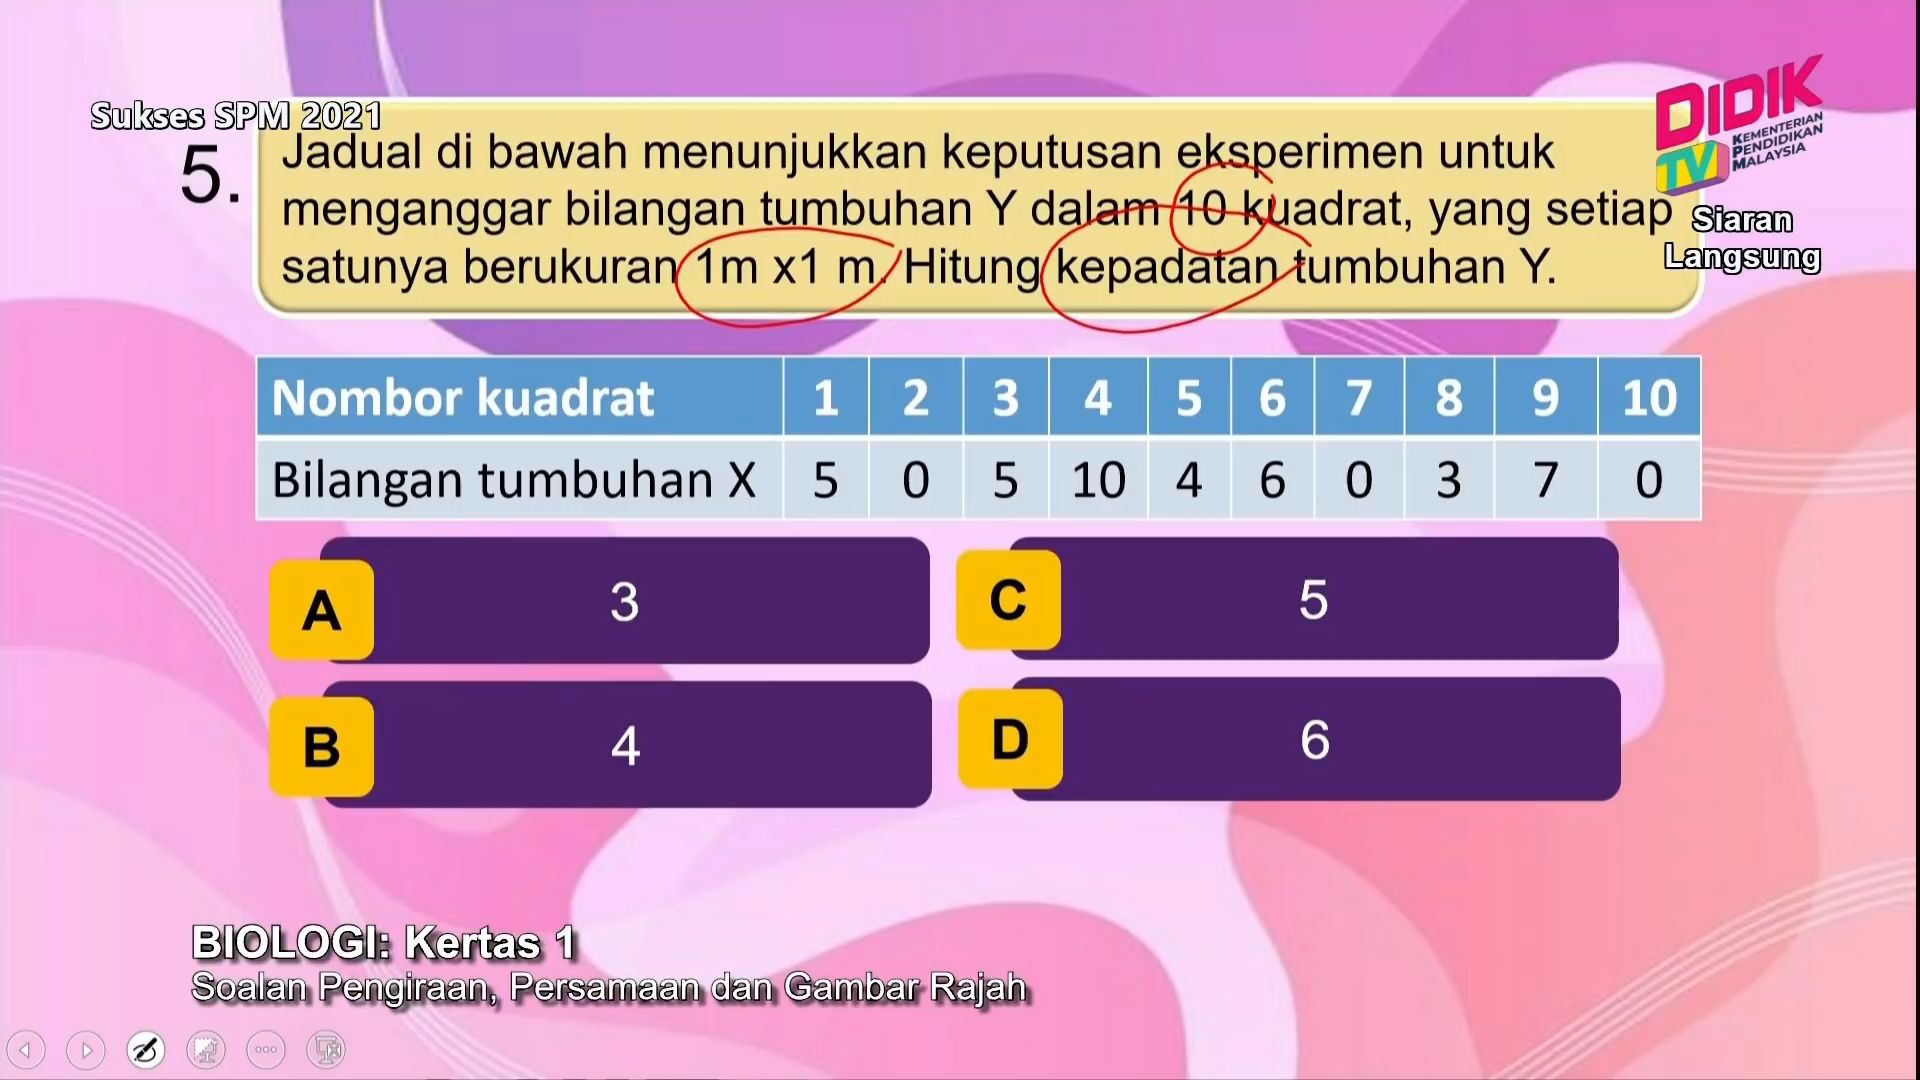 Sukses SPM 2021
DIDIK
TV
KEMENTERIAN
PENDIDIKAN
MALAYSIA
Siaran
Langsung
5.
Jadual di bawah menunjukkan keputusan eksperimen untuk
menganggar bilangan tumbuhan Y dalam 10 kuadrat, yang setiap
satunya berukuran 1m x1 m. Hitung kepadatan tumbuhan Y.
Nombor kuadrat 1 2 3 4 5 6 7 8 9 10
Bilangan tumbuhan X 5 0 5 10 4 6 0 3 7 0
A 3
C 5
B 4
D 6
BIOLOGI: Kertas 1
Soalan Pengiraan, Persamaan dan Gambar Rajah